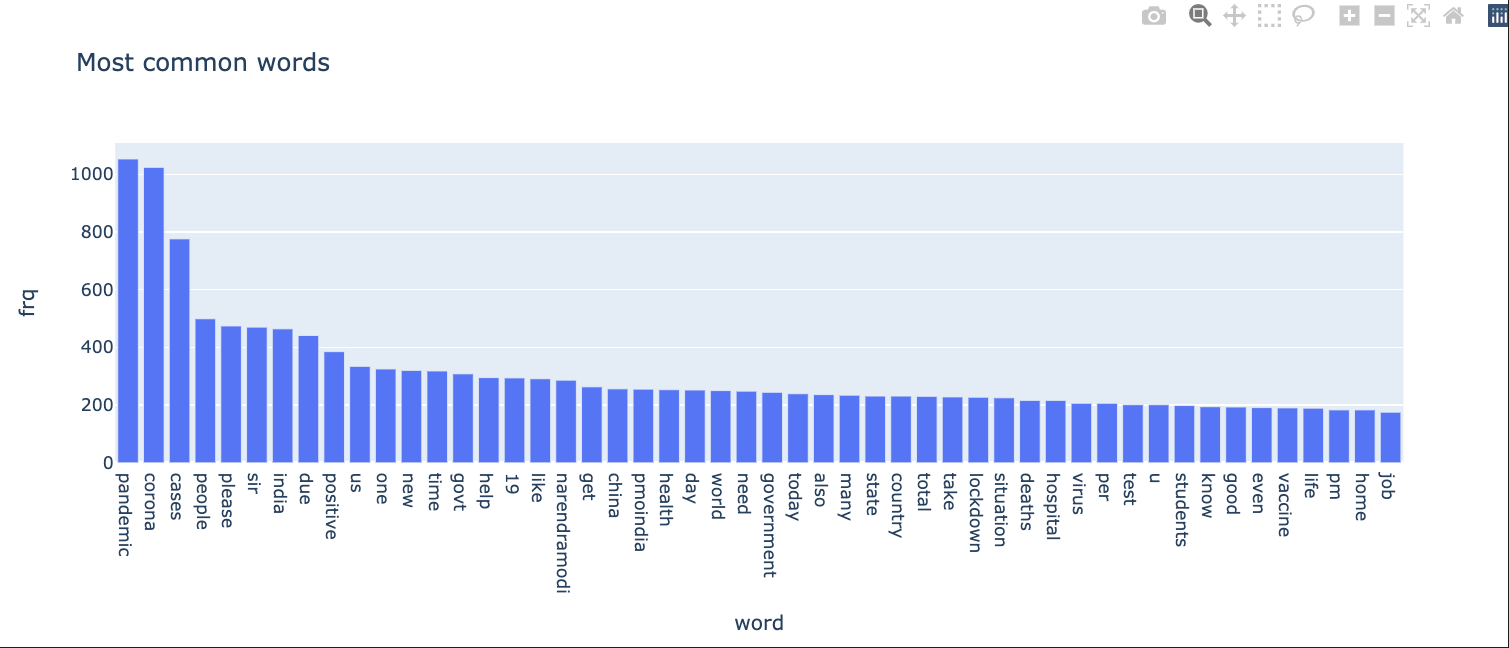 Most common words
1000
800
600
400
200
0
frq
pandemic
corona
cases
people
please
sir
india
due
positive
us
one
new
time
govt
help
19
like
narendramodi
get
china
pmoindia
health
day
world
need
government
today
also
many
state
country
total
take
lockdown
situation
deaths
hospital
virus
per
test
u
students
know
good
even
vaccine
life
pm
home
job
word